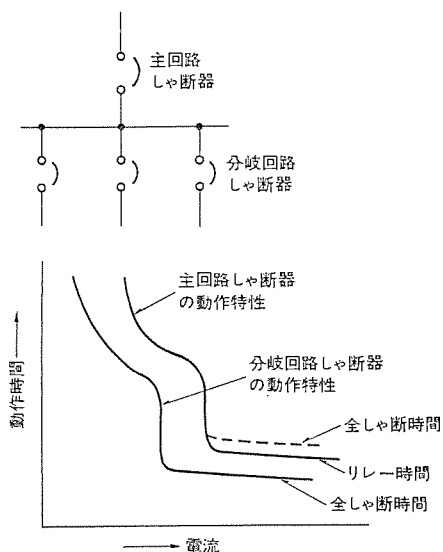 主回路
しゃ断器
分岐回路
しゃ断器
主回路しゃ断器
の動作特性
分岐回路しゃ断器
の動作特性
全しゃ断時間
リレー時間
全しゃ断時間
動作時間
電流